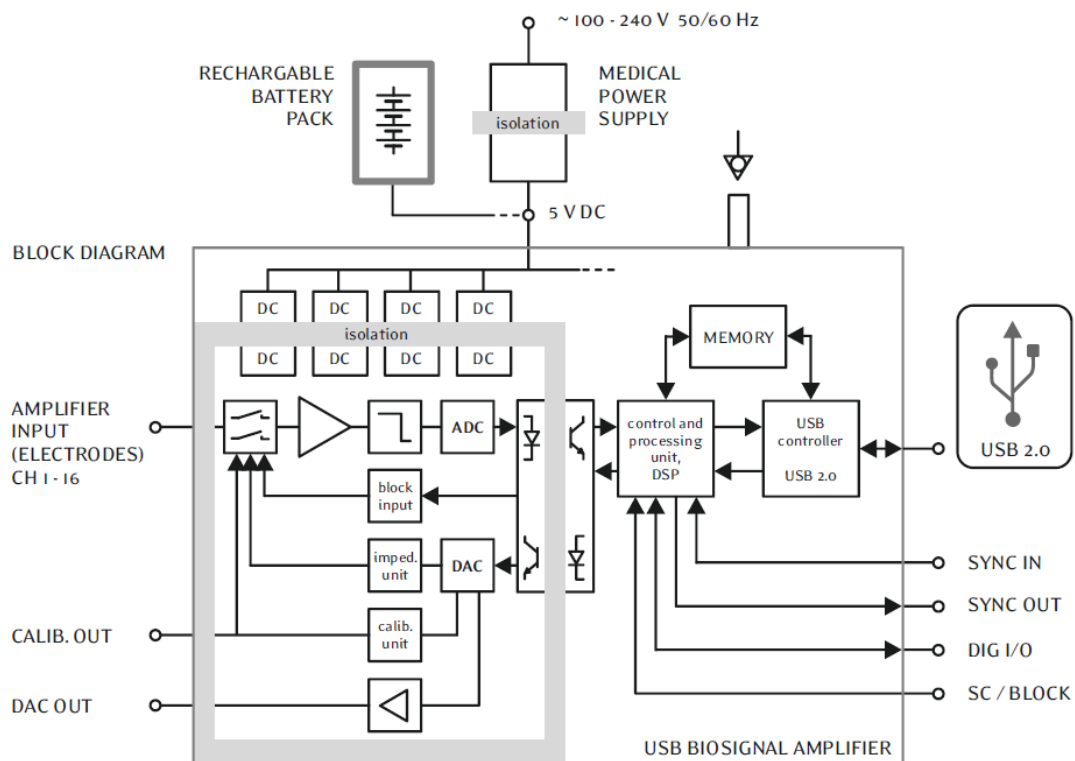 ~ 100 - 240 V 50/60 Hz
RECHARGABLE
BATTERY
PACK
isolation
MEDICAL
POWER
SUPPLY
5 V DC
BLOCK DIAGRAM
DC
DC
DC
DC
isolation
DC
DC
DC
DC
MEMORY
AMPLIFIER
INPUT
(ELECTRODES)
CH 1 - 16
ADC
control and
processing
unit,
DSP
USB
controller
USB 2.0
USB 2.0
block
input
imped.
unit
DAC
SYNC IN
SYNC OUT
CALIB. OUT
calib.
unit
DIG I/O
DAC OUT
SC / BLOCK
USB BIOSIGNAL AMPLIFIER